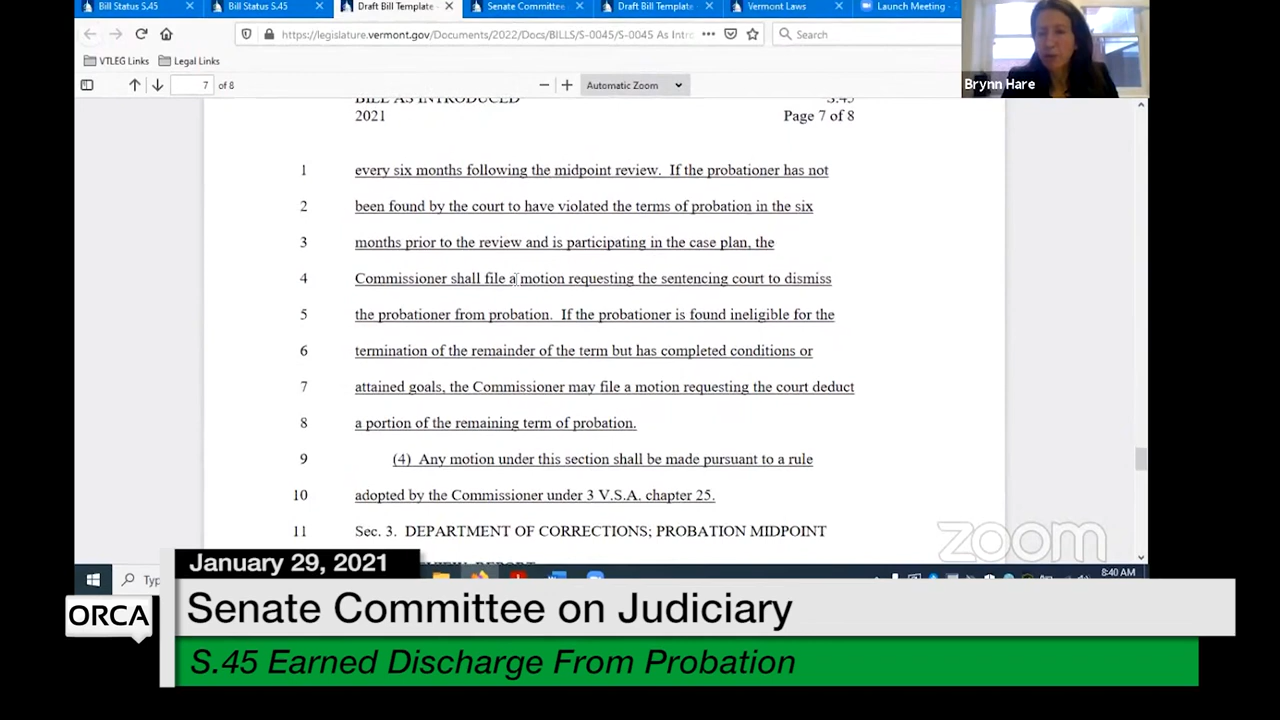 Bill Status S.45
Bill Status S.45
Draft Bill Template
Senate Committee
Draft Bill Template
Vermont Laws
Launch Meeting -
https://legislature.vermont.gov/Documents/2022/Docs/BILLS/S-0045/S-0045 As Intro
Search
VTLEG Links
Legal Links
7 of 8
Automatic Zoom
Brynn Hare
BILL AS INTRODUCED S.45
2021 Page 7 of 8
1 every six months following the midpoint review. If the probationer has not
2 been found by the court to have violated the terms of probation in the six
3 months prior to the review and is participating in the case plan, the
4 Commissioner shall file a motion requesting the sentencing court to dismiss
5 the probationer from probation. If the probationer is found ineligible for the
6 termination of the remainder of the term but has completed conditions or
7 attained goals, the Commissioner may file a motion requesting the court deduct
8 a portion of the remaining term of probation.
9 (4) Any motion under this section shall be made pursuant to a rule
10 adopted by the Commissioner under 3 V.S.A. chapter 25.
11 Sec. 3. DEPARTMENT OF CORRECTIONS; PROBATION MIDPOINT
zoom
8:40 AM
January 29, 2021
ORCA
Senate Committee on Judiciary
S.45 Earned Discharge From Probation